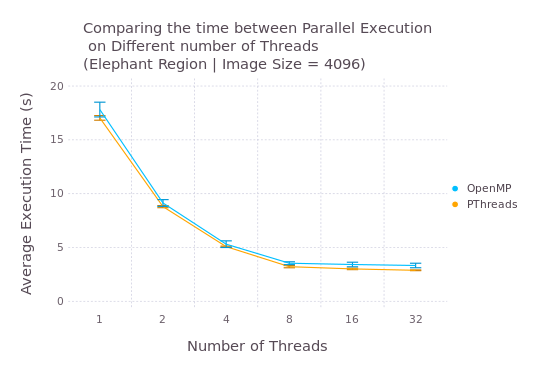 Comparing the time between Parallel Execution
on Different number of Threads
(Elephant Region | Image Size = 4096)
Average Execution Time (s)
20
15
10
5
0
1 2 4 8 16 32
Number of Threads
OpenMP
PThreads